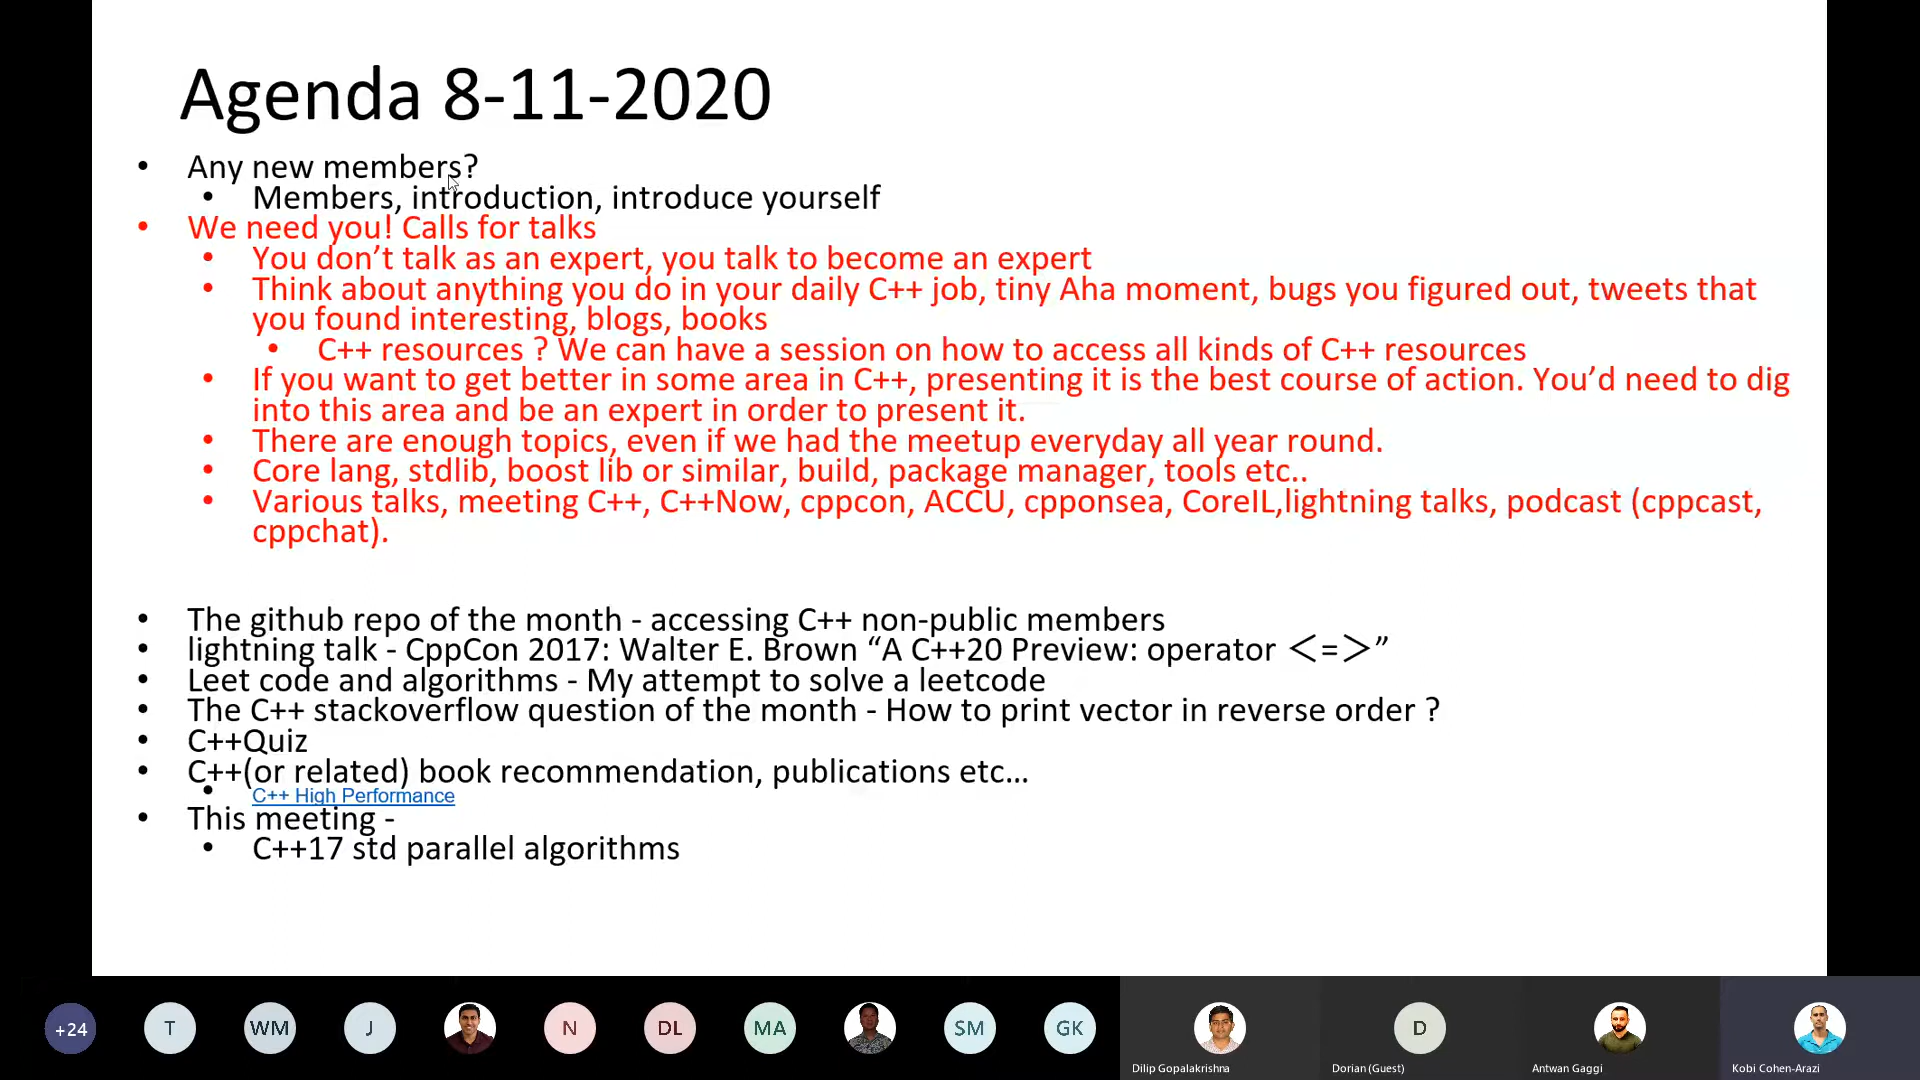 Agenda 8-11-2020
• Any new members?
• Members, introduction, introduce yourself
• We need you! Calls for talks
• You don’t talk as an expert, you talk to become an expert
• Think about anything you do in your daily C++ job, tiny Aha moment, bugs you figured out, tweets that
you found interesting, blogs, books
• C++ resources ? We can have a session on how to access all kinds of C++ resources
• If you want to get better in some area in C++, presenting it is the best course of action. You’d need to dig
into this area and be an expert in order to present it.
• There are enough topics, even if we had the meetup everyday all year round.
• Core lang, stdlib, boost lib or similar, build, package manager, tools etc..
• Various talks, meeting C++, C++Now, cppcon, ACCU, cpponsea, CoreIL,lightning talks, podcast (cppcast,
cppchat).
• The github repo of the month - accessing C++ non-public members
• lightning talk - CppCon 2017: Walter E. Brown “A C++20 Preview: operator <=>”
• Leet code and algorithms - My attempt to solve a leetcode
• The C++ stackoverflow question of the month - How to print vector in reverse order ?
• C++Quiz
• C++(or related) book recommendation, publications etc…
• C++ High Performance
• This meeting -
• C++17 std parallel algorithms
+24 T WM J N DL MA SM GK D
Dilip Gopalakrishna Dorian (Guest) Antwan Gaggi Kobi Cohen-Arazi